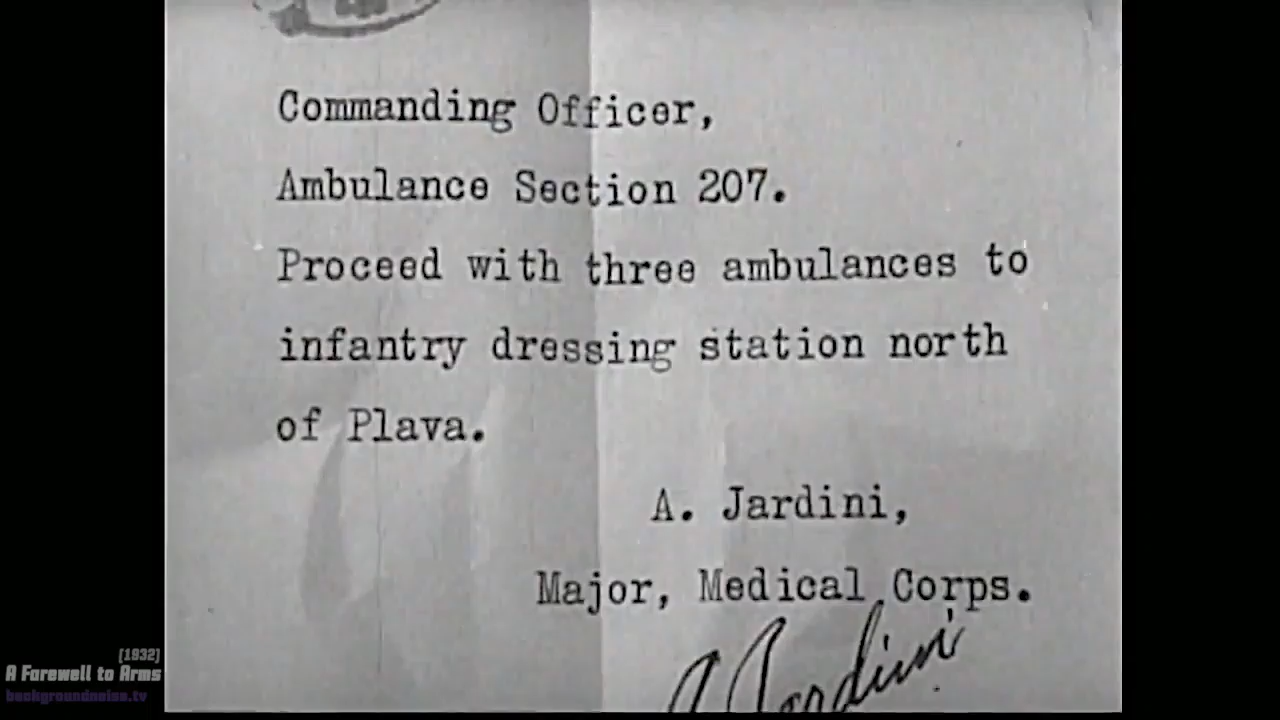 Commanding Officer,
Ambulance Section 207.
Proceed with three ambulances to
infantry dressing station north
of Plava.
A. Jardini,
Major, Medical Corps.
A Jardini
[1932]
A Farewell to Arms
backgroundnoise.tv